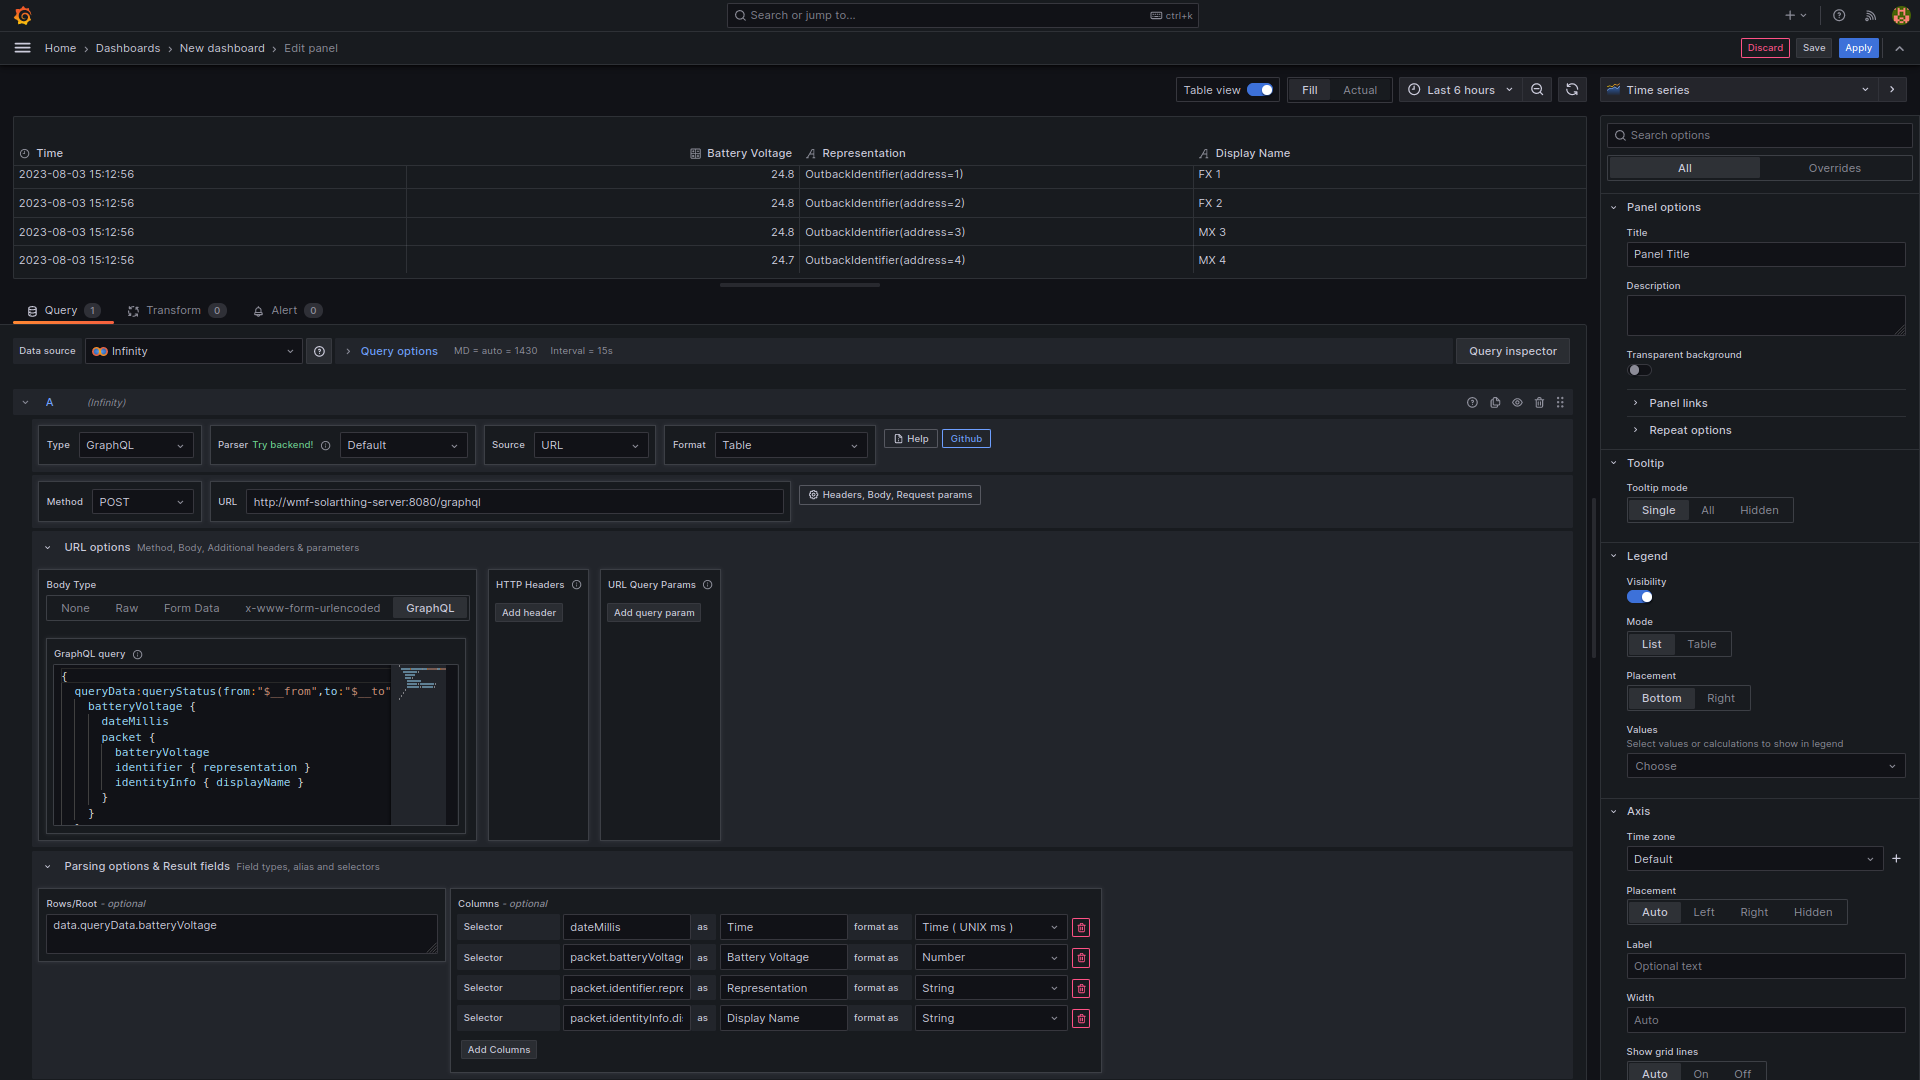 Search or jump to...
ctrl+k
Home › Dashboards › New dashboard › Edit panel
Discard
Save
Apply
Table view
Fill
Actual
Last 6 hours
Time series
Time
Battery Voltage
Representation
Display Name
2023-08-03 15:12:56 24.8 OutbackIdentifier(address=1) FX 1
2023-08-03 15:12:56 24.8 OutbackIdentifier(address=2) FX 2
2023-08-03 15:12:56 24.8 OutbackIdentifier(address=3) MX 3
2023-08-03 15:12:56 24.7 OutbackIdentifier(address=4) MX 4
Query 1
Transform 0
Alert 0
Data source
Infinity
Query options
MD = auto = 1430
Interval = 15s
Query inspector
A
(Infinity)
Type
GraphQL
Parser Try backend!
Default
Source
URL
Format
Table
Help
Github
Method
POST
URL
http://wmf-solarthing-server:8080/graphql
Headers, Body, Request params
URL options Method, Body, Additional headers & parameters
Body Type
None
Raw
Form Data
x-www-form-urlencoded
GraphQL
HTTP Headers
Add header
URL Query Params
Add query param
GraphQL query
{
queryData:queryStatus(from:"$__from",to:"$__to"
batteryVoltage {
dateMillis
packet {
batteryVoltage
identifier { representation }
identityInfo { displayName }
}
}
Parsing options & Result fields Field types, alias and selectors
Rows/Root - optional
data.queryData.batteryVoltage
Columns - optional
Selector dateMillis as Time format as Time ( UNIX ms )
Selector packet.batteryVoltage as Battery Voltage format as Number
Selector packet.identifier.repre as Representation format as String
Selector packet.identityInfo.di as Display Name format as String
Add Columns
Search options
All
Overrides
Panel options
Title
Panel Title
Description
Transparent background
Panel links
Repeat options
Tooltip
Tooltip mode
Single
All
Hidden
Legend
Visibility
Mode
List
Table
Placement
Bottom
Right
Values
Select values or calculations to show in legend
Choose
Axis
Time zone
Default
Placement
Auto
Left
Right
Hidden
Label
Optional text
Width
Auto
Show grid lines
Auto
On
Off